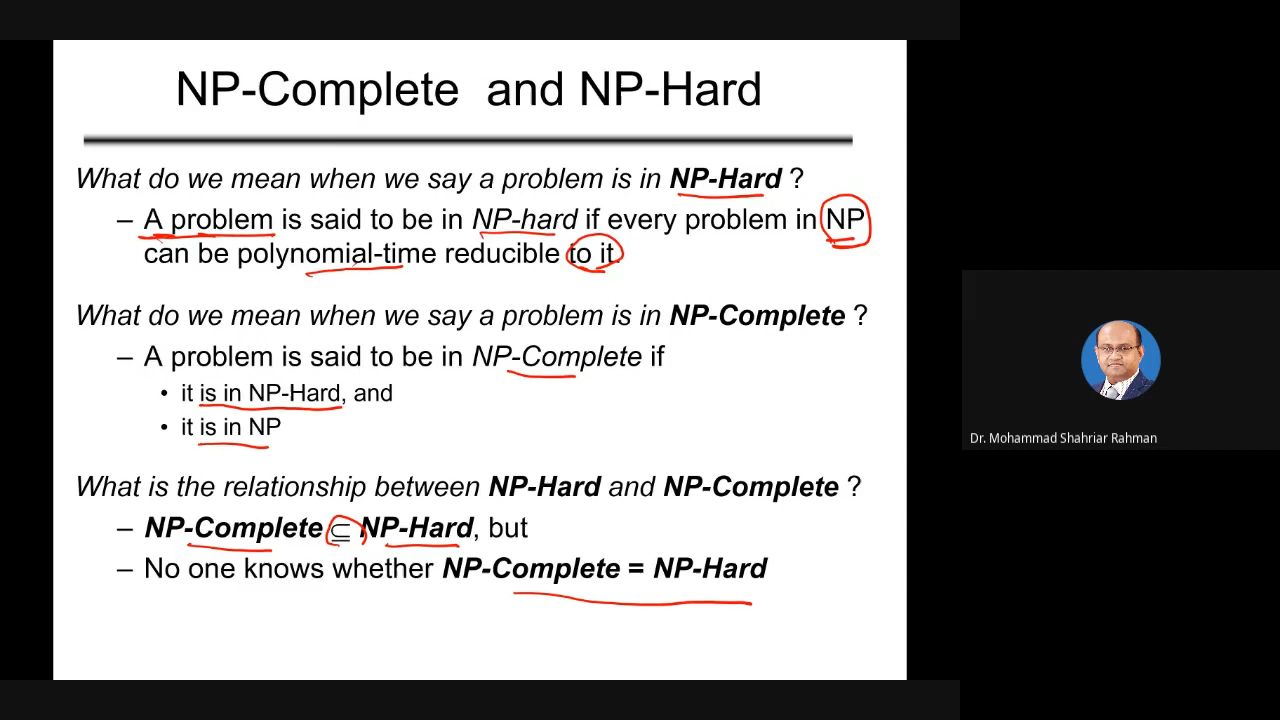 NP-Complete and NP-Hard
What do we mean when we say a problem is in NP-Hard ?
– A problem is said to be in NP-hard if every problem in NP
can be polynomial-time reducible to it.
What do we mean when we say a problem is in NP-Complete ?
– A problem is said to be in NP-Complete if
• it is in NP-Hard, and
• it is in NP
What is the relationship between NP-Hard and NP-Complete ?
– NP-Complete ⊆ NP-Hard, but
– No one knows whether NP-Complete = NP-Hard
Dr. Mohammad Shahriar Rahman